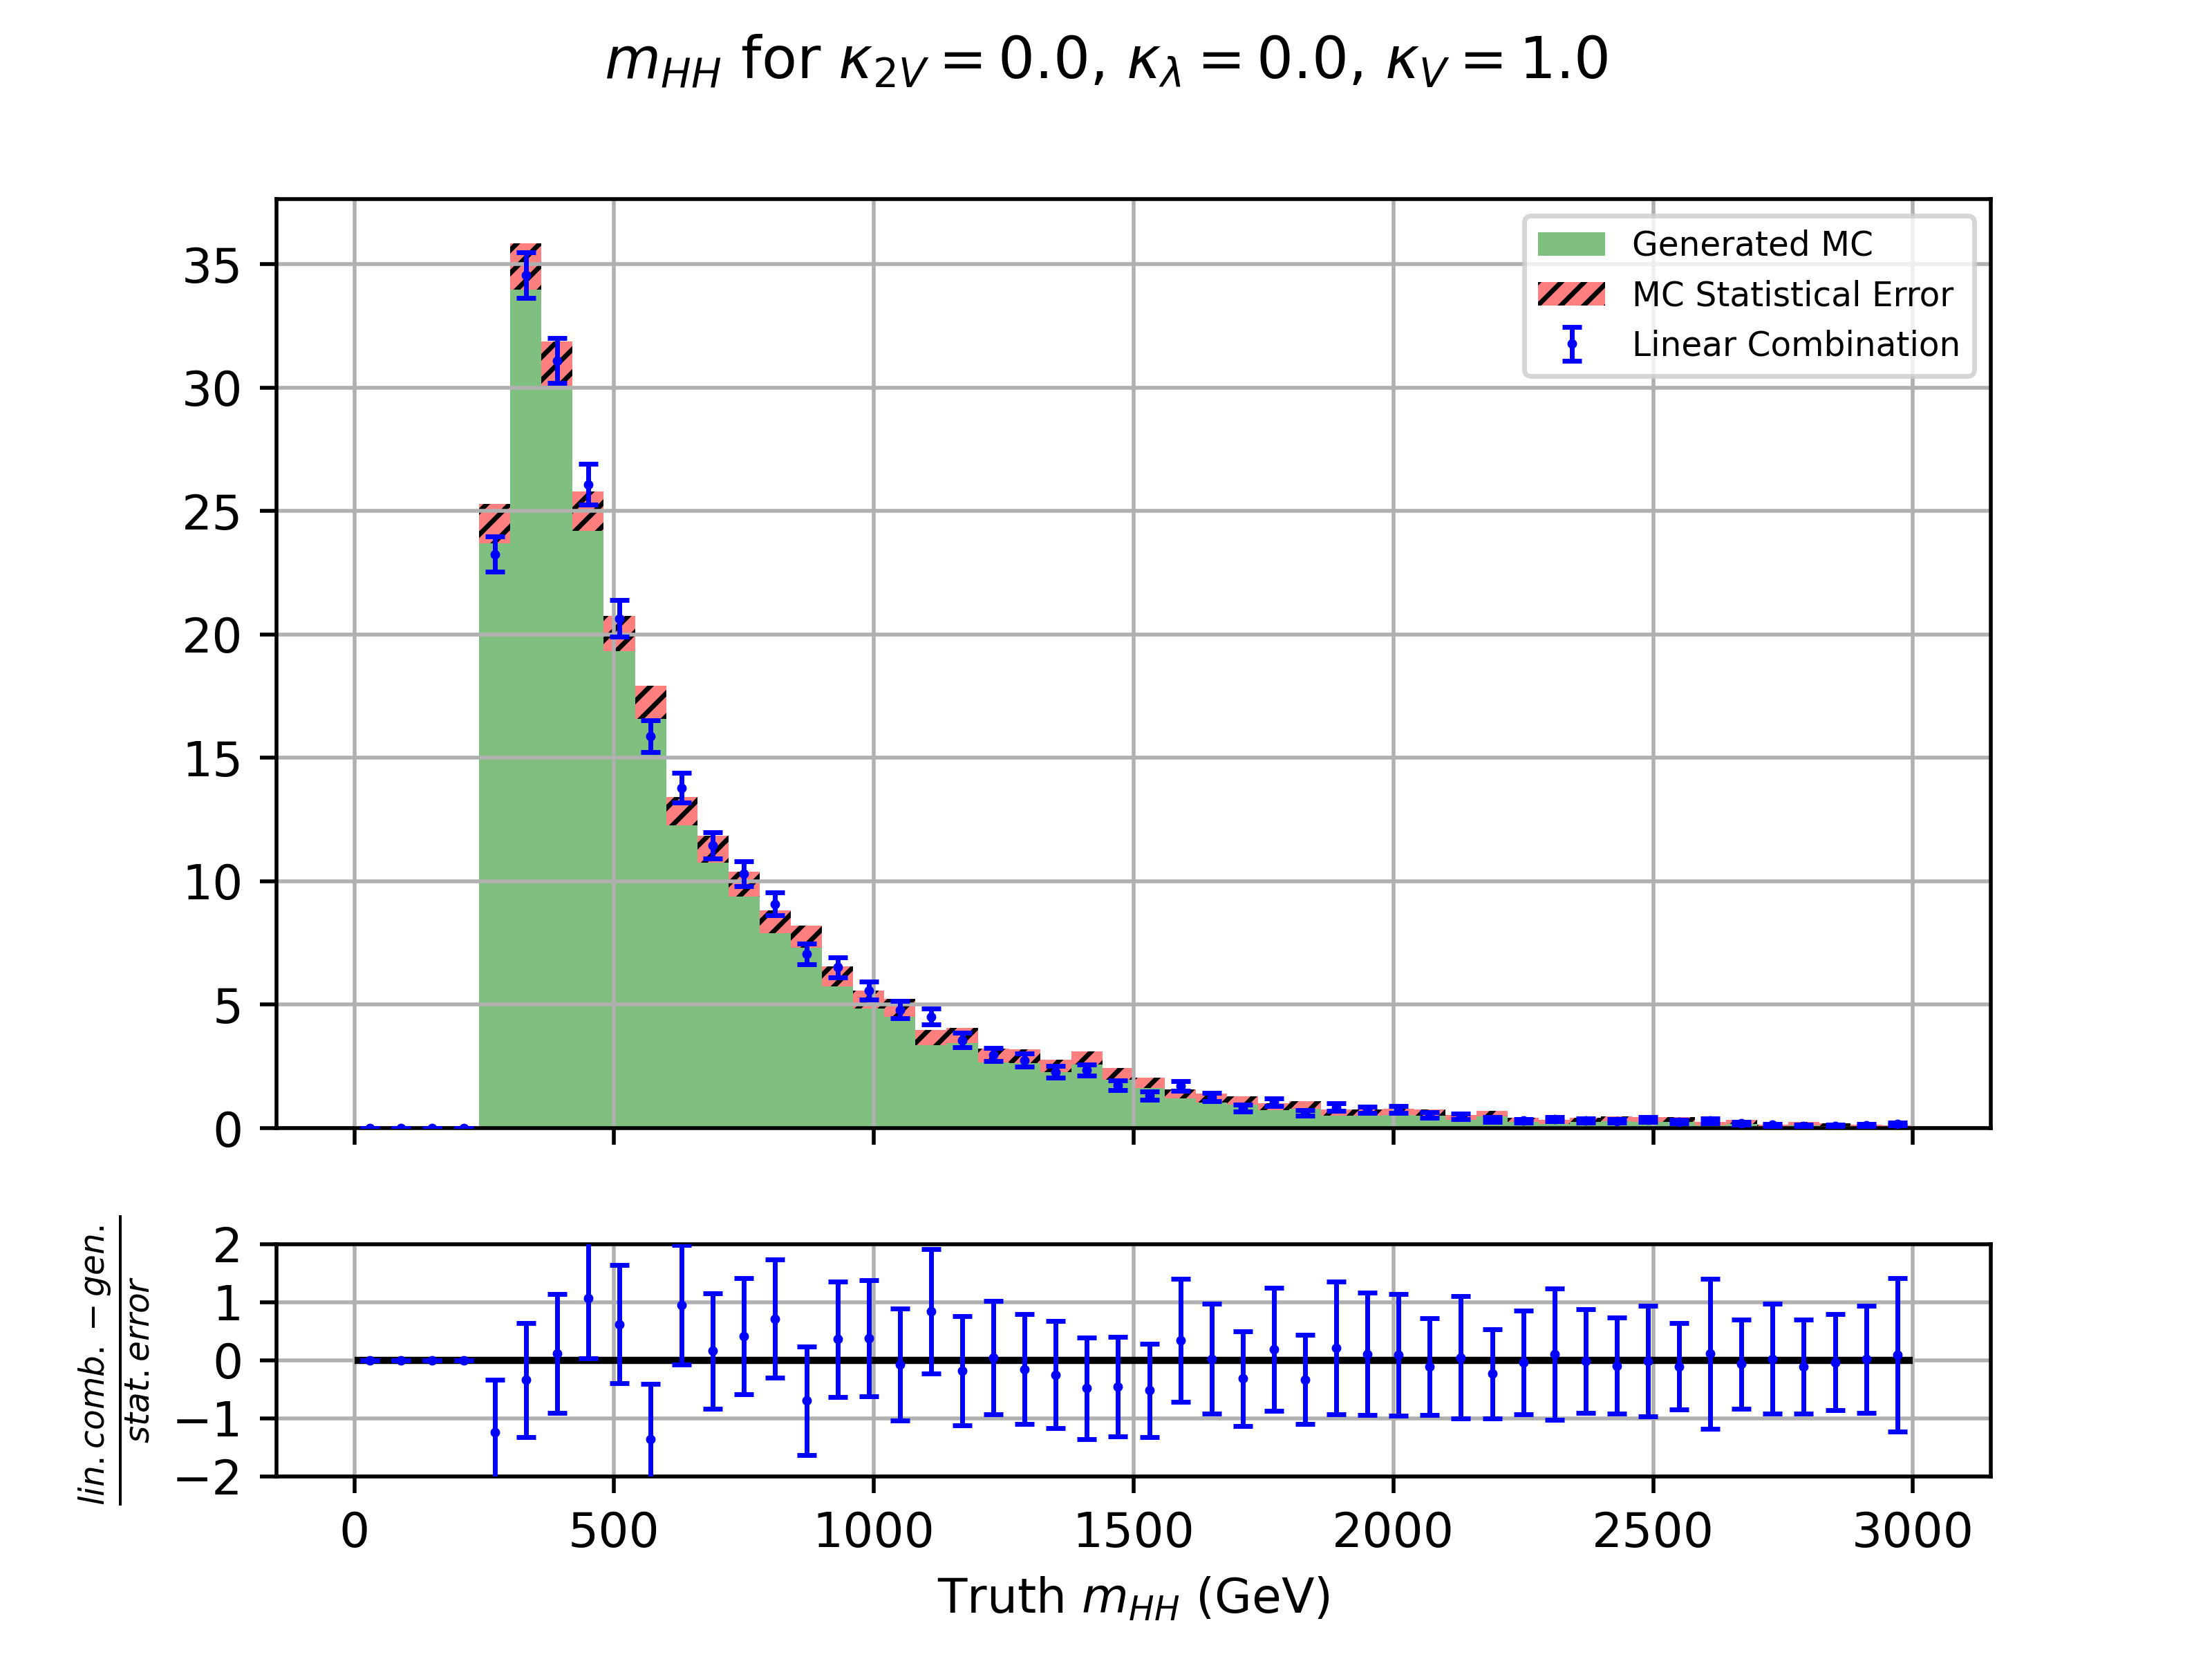 m_HH for κ_2V = 0.0, κ_λ = 0.0, κ_V = 1.0
35
30
25
20
15
10
5
0
Generated MC
MC Statistical Error
Linear Combination
lin. comb. − gen.
stat. error
2
1
0
−1
−2
0 500 1000 1500 2000 2500 3000
Truth m_HH (GeV)